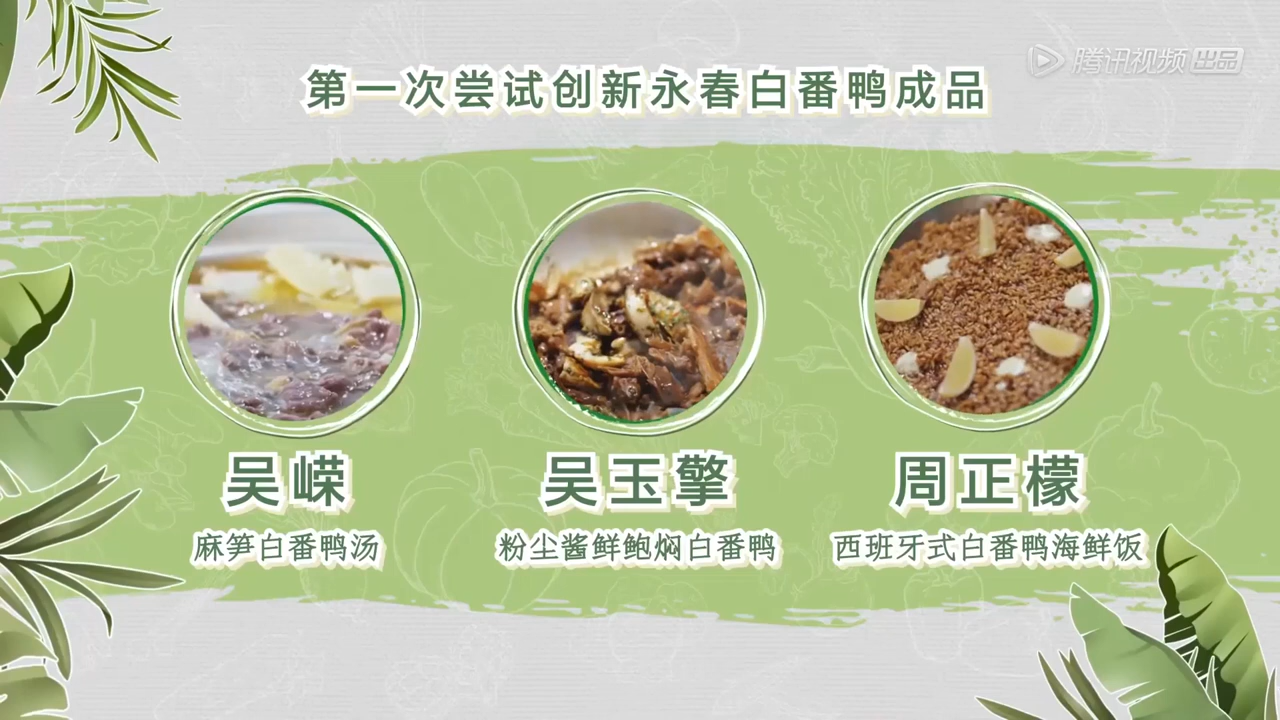 腾讯视频 出品
第一次尝试创新永春白番鸭成品
吴嵘
麻笋白番鸭汤
吴玉擎
粉尘酱鲜鲍焖白番鸭
周正檬
西班牙式白番鸭海鲜饭